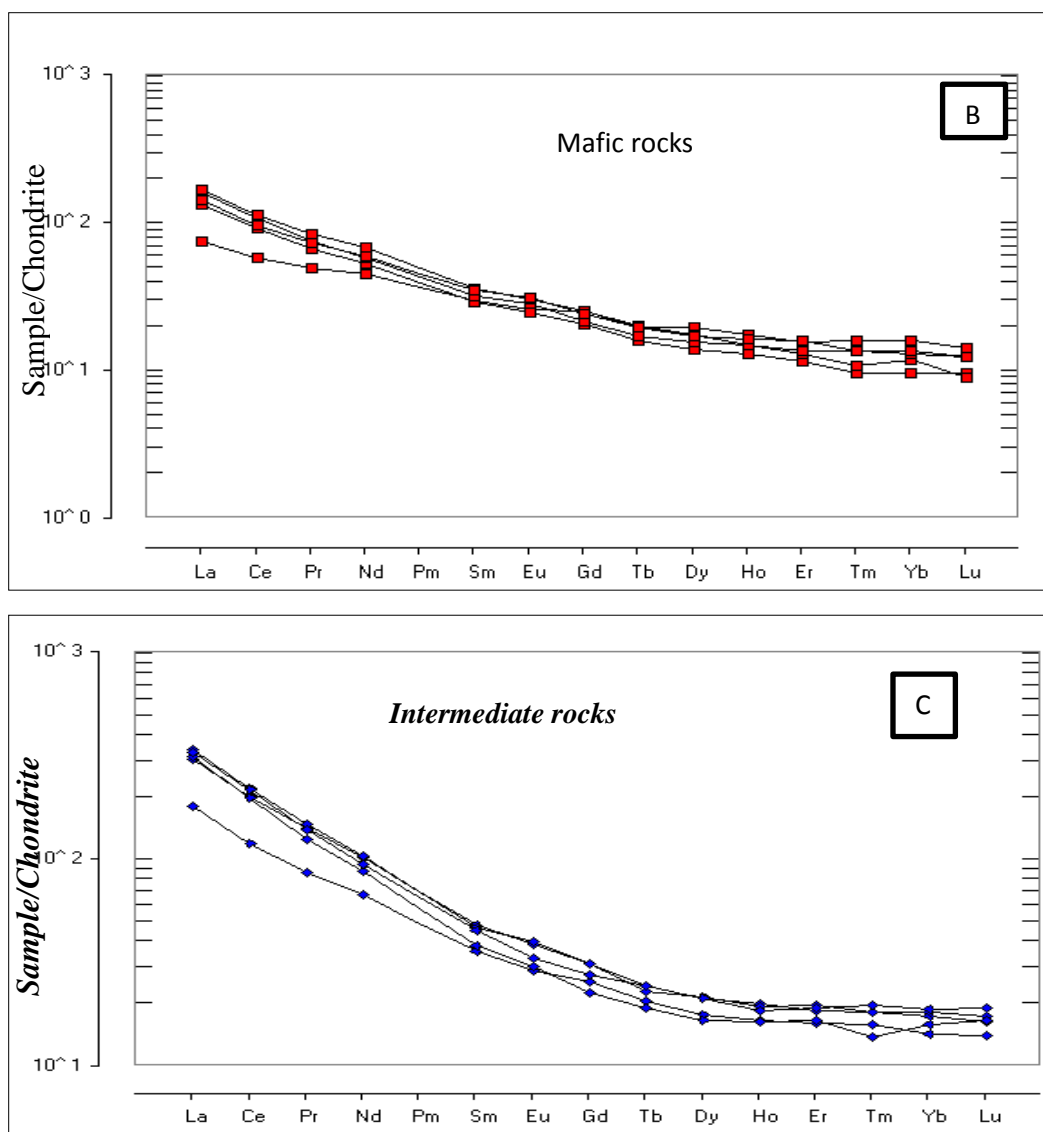 10^3
B
Mafic rocks
10^2
Sample/Chondrite
10^1
10^0
La Ce Pr Nd Pm Sm Eu Gd Tb Dy Ho Er Tm Yb Lu
10^3
C
Intermediate rocks
10^2
Sample/Chondrite
10^1
La Ce Pr Nd Pm Sm Eu Gd Tb Dy Ho Er Tm Yb Lu